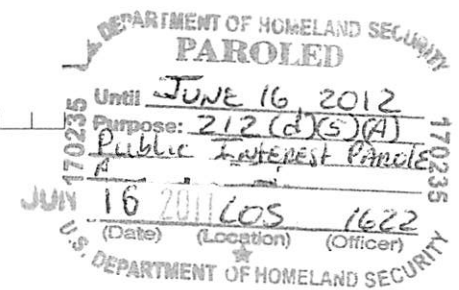 U.S. DEPARTMENT OF HOMELAND SECURITY
PAROLED
Until JUNE 16, 2012
Purpose: 212(d)(5)(A)
Public INTEREST PAROLE
A
JUN 16 2011 LOS 1622
(Date) (Location) (Officer)
U.S. DEPARTMENT OF HOMELAND SECURITY
170235
170235